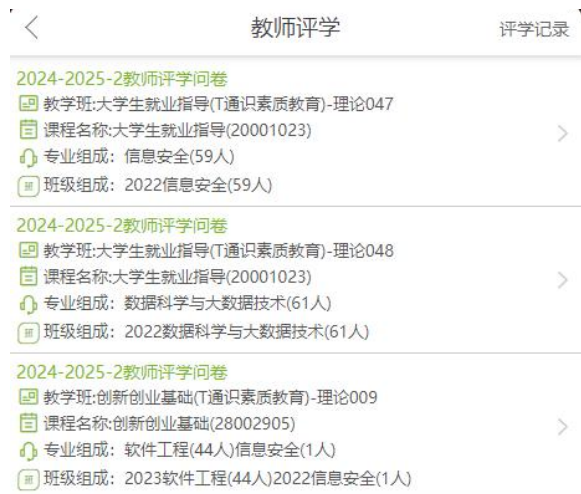 教师评学
评学记录
2024-2025-2教师评学问卷
教学班:大学生就业指导(T通识素质教育)-理论047
课程名称:大学生就业指导(20001023)
专业组成：信息安全(59人)
班级组成：2022信息安全(59人)
2024-2025-2教师评学问卷
教学班:大学生就业指导(T通识素质教育)-理论048
课程名称:大学生就业指导(20001023)
专业组成：数据科学与大数据技术(61人)
班级组成：2022数据科学与大数据技术(61人)
2024-2025-2教师评学问卷
教学班:创新创业基础(T通识素质教育)-理论009
课程名称:创新创业基础(28002905)
专业组成：软件工程(44人)信息安全(1人)
班级组成：2023软件工程(44人)2022信息安全(1人)